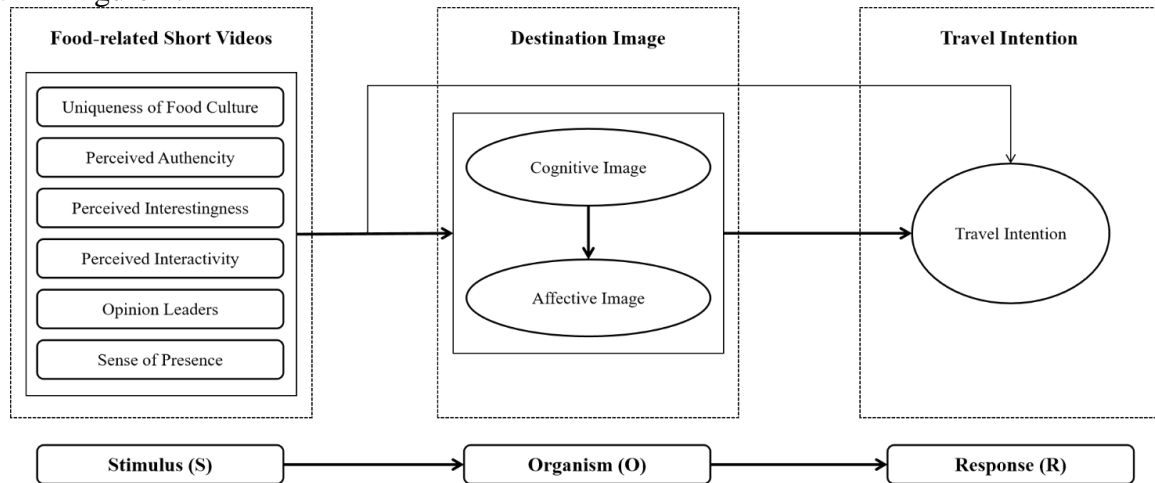 Food-related Short Videos
Uniqueness of Food Culture
Perceived Authencity
Perceived Interestingness
Perceived Interactivity
Opinion Leaders
Sense of Presence
Destination Image
Cognitive Image
Affective Image
Travel Intention
Travel Intention
Stimulus (S)
Organism (O)
Response (R)